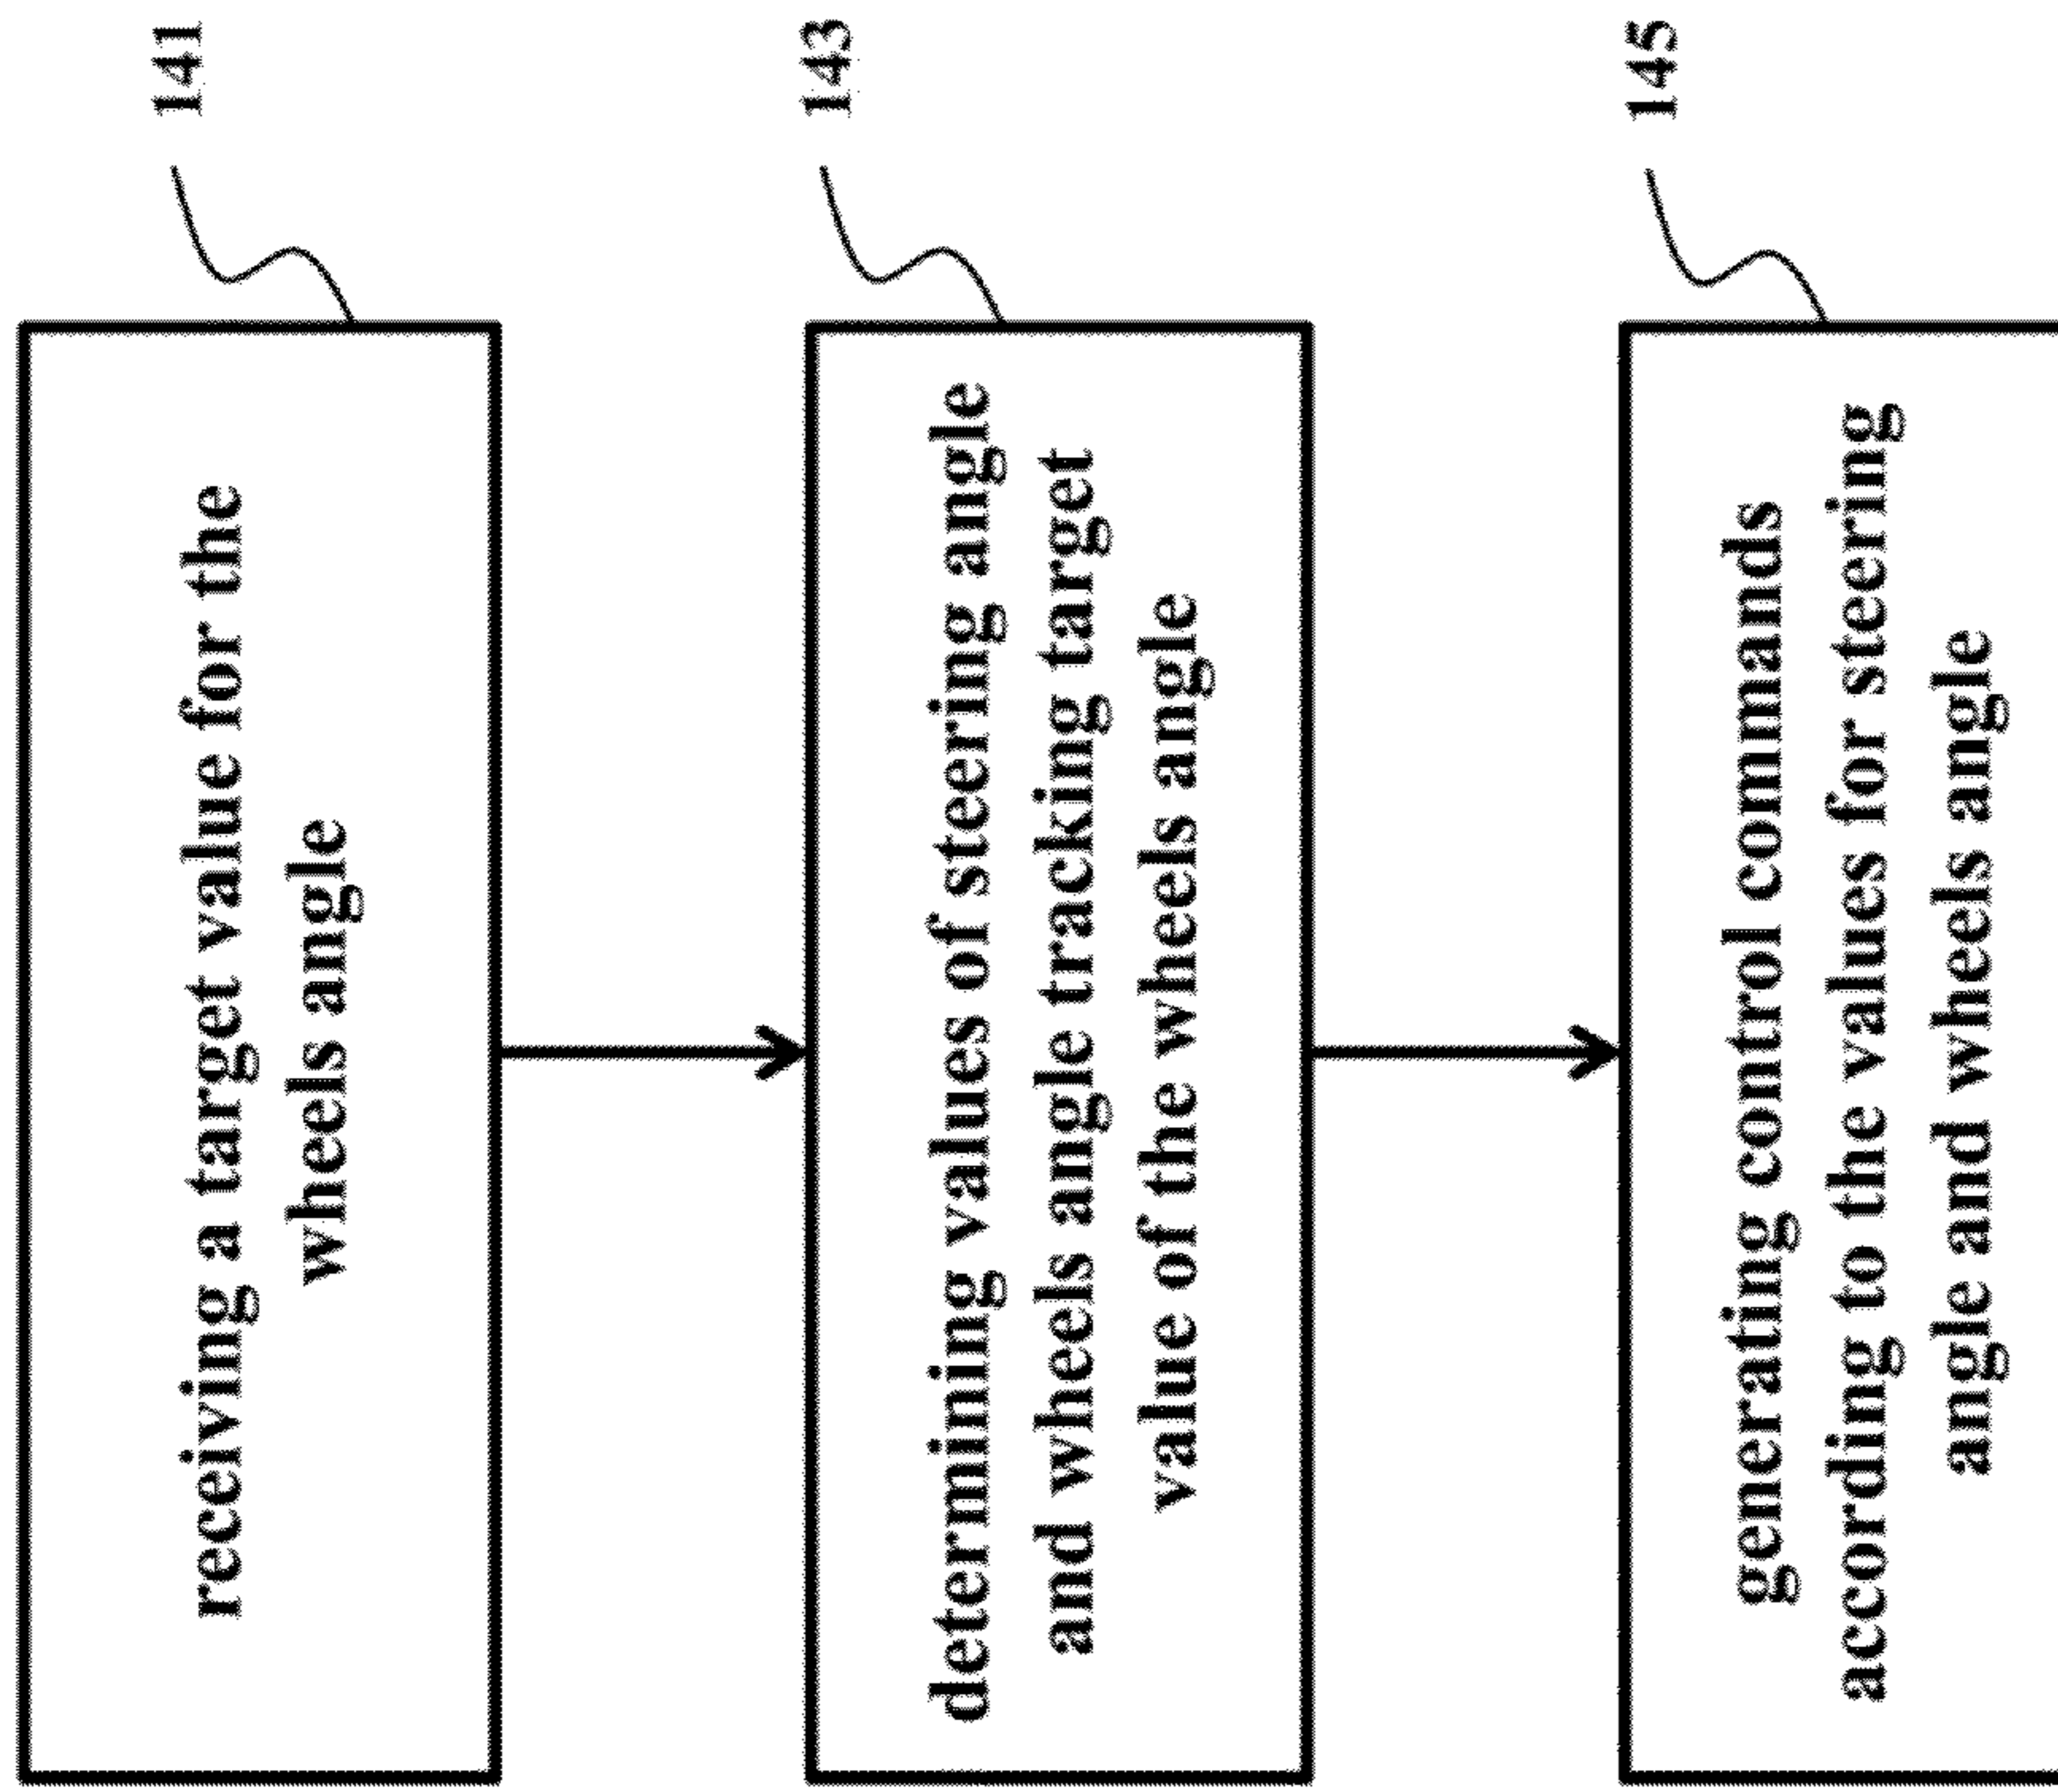 receiving a target value for the
wheels angle
141
determining values of steering angle
and wheels angle tracking target
value of the wheels angle
143
generating control commands
according to the values for steering
angle and wheels angle
145